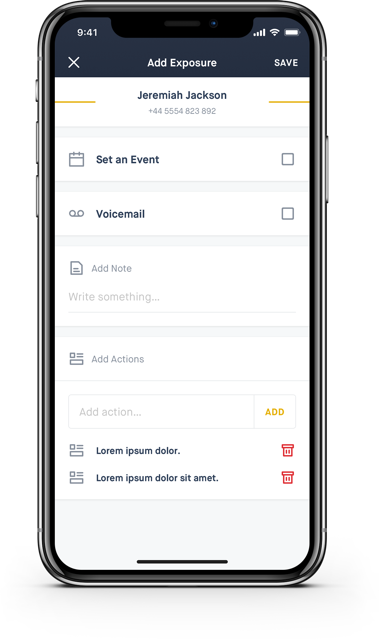 9:41
Add Exposure
SAVE
Jeremiah Jackson
+44 5554 823 892
Set an Event
Voicemail
Add Note
Write something...
Add Actions
Add action...
ADD
Lorem ipsum dolor.
Lorem ipsum dolor sit amet.